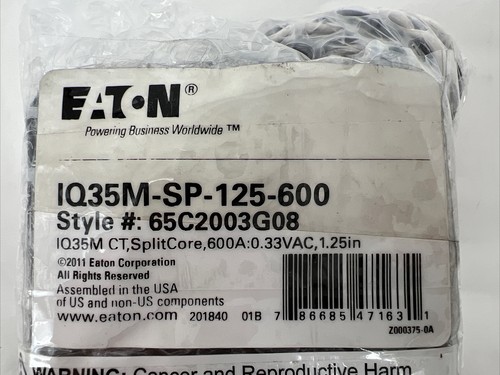 EATON®
Powering Business Worldwide ™
IQ35M-SP-125-600
Style #: 65C2003G08
IQ35M CT,SplitCore,600A:0.33VAC,1.25in
©2011 Eaton Corporation
All Rights Reserved
Assembled in the USA
of US and non-US components
www.eaton.com 201840 01B 7 86685 47163 1
Z000375-0A
WARNING: Cancer and Reproductive Harm